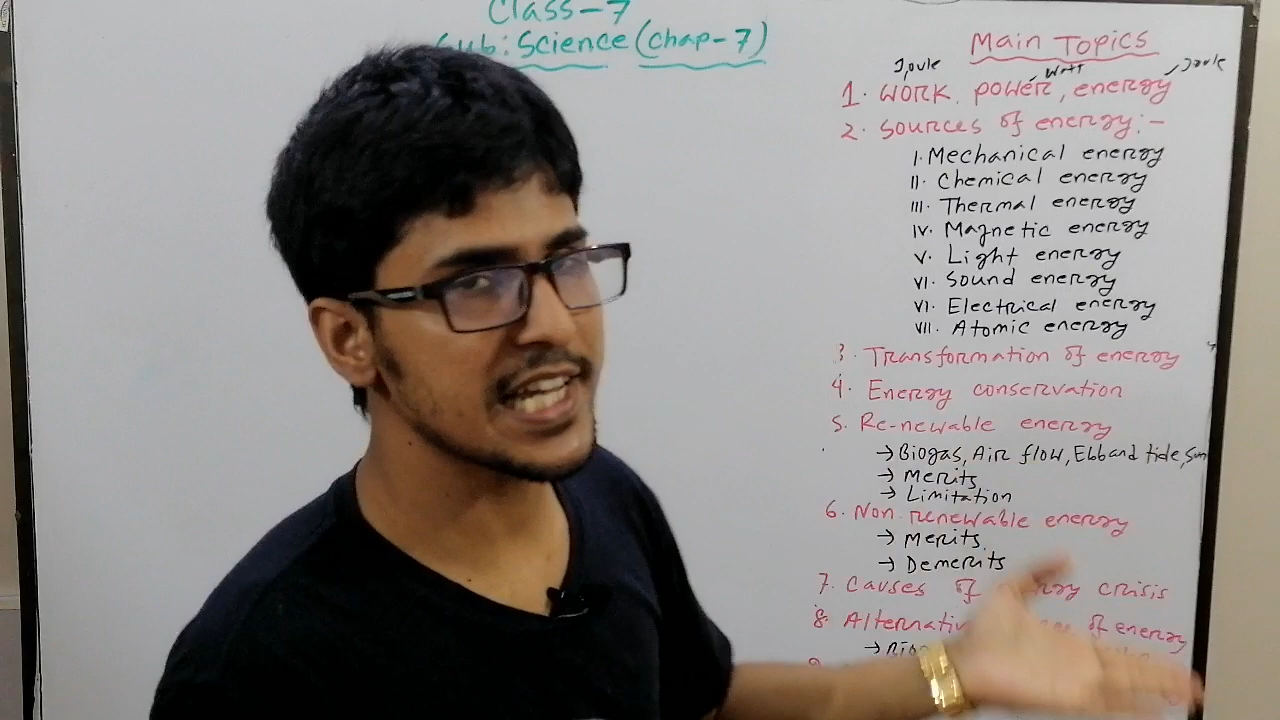 Class-7
Sub: Science (chap-7)
Main Topics
Joule Watt Joule
1. Work, power, energy
2. Sources of energy:-
I. Mechanical energy
II. Chemical energy
III. Thermal energy
IV. Magnetic energy
V. Light energy
VI. Sound energy
VI. Electrical energy
VII. Atomic energy
3. Transformation of energy
4. Energy conservation
5. Re-newable energy
→ Biogas, Air flow, Ebb and tide, Sun
→ Merits
→ Limitation
6. Non-renewable energy
→ Merits
→ Demerits
7. Causes of crisis
8. of energy